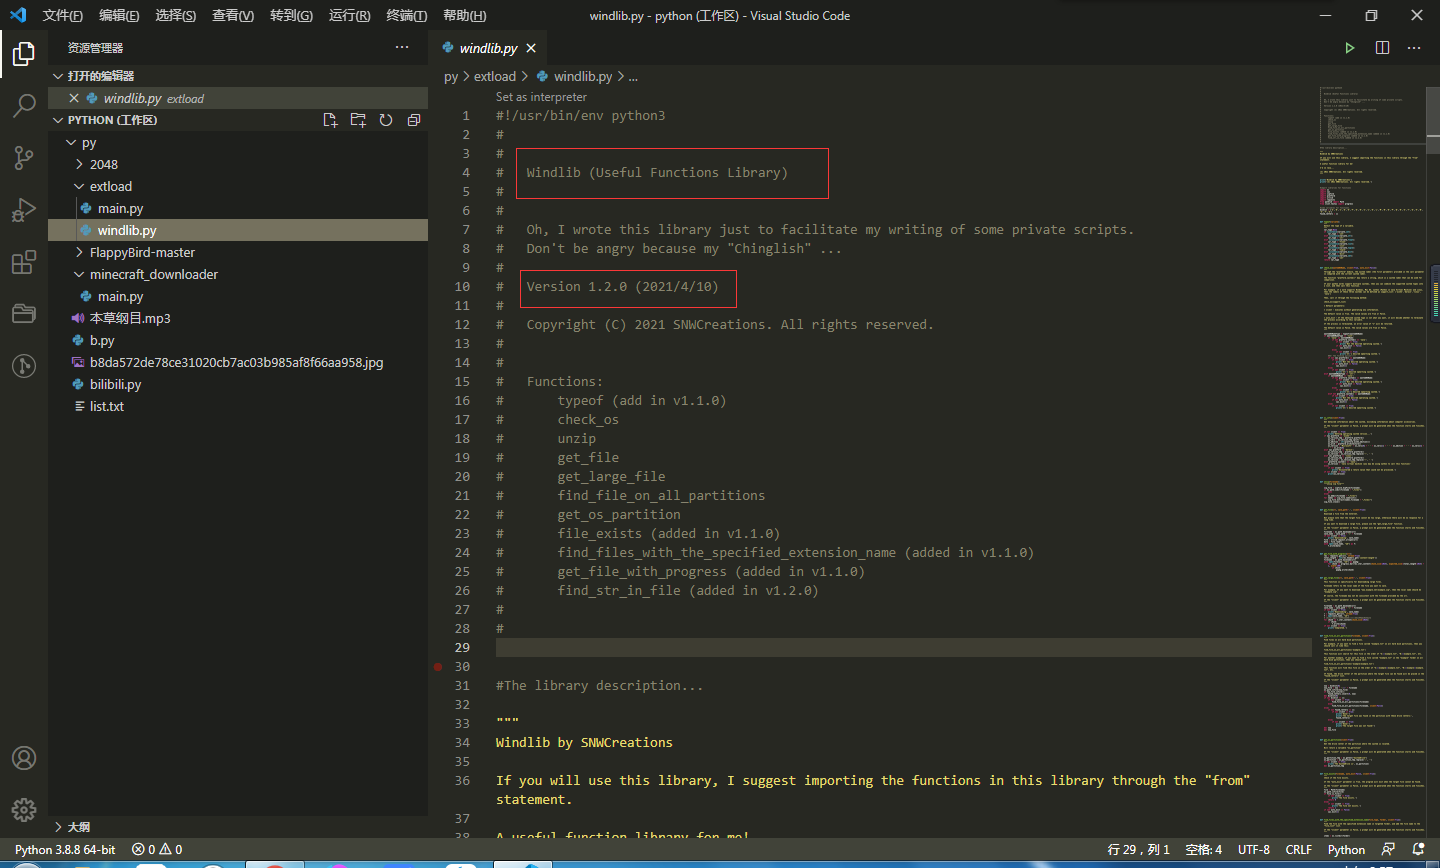 文件(F) 编辑(E) 选择(S) 查看(V) 转到(G) 运行(R) 终端(T) 帮助(H) windlib.py - python (工作区) - Visual Studio Code
资源管理器 ···
windlib.py
打开的编辑器
windlib.py extload
PYTHON (工作区)
py
2048
extload
main.py
windlib.py
FlappyBird-master
minecraft_downloader
main.py
本草纲目.mp3
b.py
b8da572de78ce31020cb7ac03b985af8f66aa958.jpg
bilibili.py
list.txt
大纲
py > extload > windlib.py > ...
Set as interpreter
1 #!/usr/bin/env python3
2 #
3 #
4 # Windlib (Useful Functions Library)
5 #
6 #
7 # Oh, I wrote this library just to facilitate my writing of some private scripts.
8 # Don't be angry because my "Chinglish" ...
9 #
10 # Version 1.2.0 (2021/4/10)
11 #
12 # Copyright (C) 2021 SNWCreations. All rights reserved.
13 #
14 #
15 # Functions:
16 # typeof (add in v1.1.0)
17 # check_os
18 # unzip
19 # get_file
20 # get_large_file
21 # find_file_on_all_partitions
22 # get_os_partition
23 # file_exists (added in v1.1.0)
24 # find_files_with_the_specified_extension_name (added in v1.1.0)
25 # get_file_with_progress (added in v1.1.0)
26 # find_str_in_file (added in v1.2.0)
27 #
28 #
29
30
31 #The library description...
32
33 """
34 Windlib by SNWCreations
35
36 If you will use this library, I suggest importing the functions in this library through the "from"
statement.
37
38 A useful function library for me!
Python 3.8.8 64-bit 0 0 行 29，列 1 空格: 4 UTF-8 CRLF Python